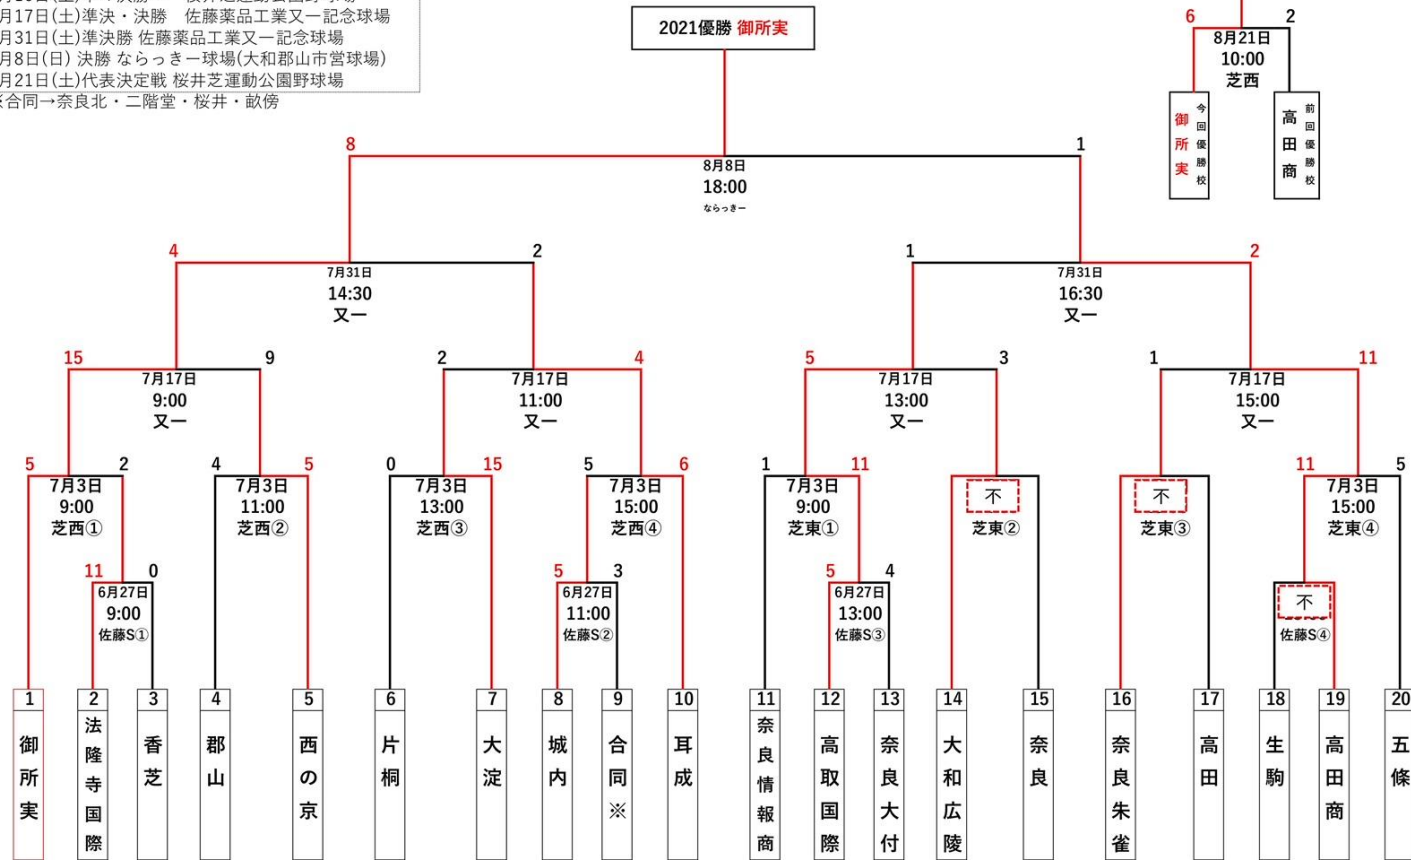 月17日(土)準決・決勝　佐藤薬品工業又一記念球場
月31日(土)準決勝 佐藤薬品工業又一記念球場
月8日(日) 決勝 ならっきー球場(大和郡山市営球場)
月21日(土)代表決定戦 桜井芝運動公園野球場
※合同→奈良北・二階堂・桜井・畝傍
2021優勝 御所実
6 2
8月21日
10:00
芝西
御所実 今回優勝校
高田商 前回優勝校
8 1
8月8日
18:00
ならっきー
4 2 1 2
7月31日 7月31日
14:30 16:30
又一 又一
15 9 2 4 5 3 1 11
7月17日 7月17日 7月17日 7月17日
9:00 11:00 13:00 15:00
又一 又一 又一 又一
5 2 4 5 0 15 5 6 1 11 11 5
7月3日 7月3日 7月3日 7月3日 7月3日 不 不 7月3日
9:00 11:00 13:00 15:00 9:00 15:00
芝西① 芝西② 芝西③ 芝西④ 芝東① 芝東② 芝東③ 芝東④
11 0 5 3 5 4
6月27日 6月27日 6月27日 不
9:00 11:00 13:00
佐藤S① 佐藤S② 佐藤S③ 佐藤S④
1 2 3 4 5 6 7 8 9 10 11 12 13 14 15 16 17 18 19 20
御所実
法隆寺国際
香芝
郡山
西の京
片桐
大淀
城内
合同※
耳成
奈良情報商
高取国際
奈良大付
大和広陵
奈良
奈良朱雀
高田
生駒
高田商
五條